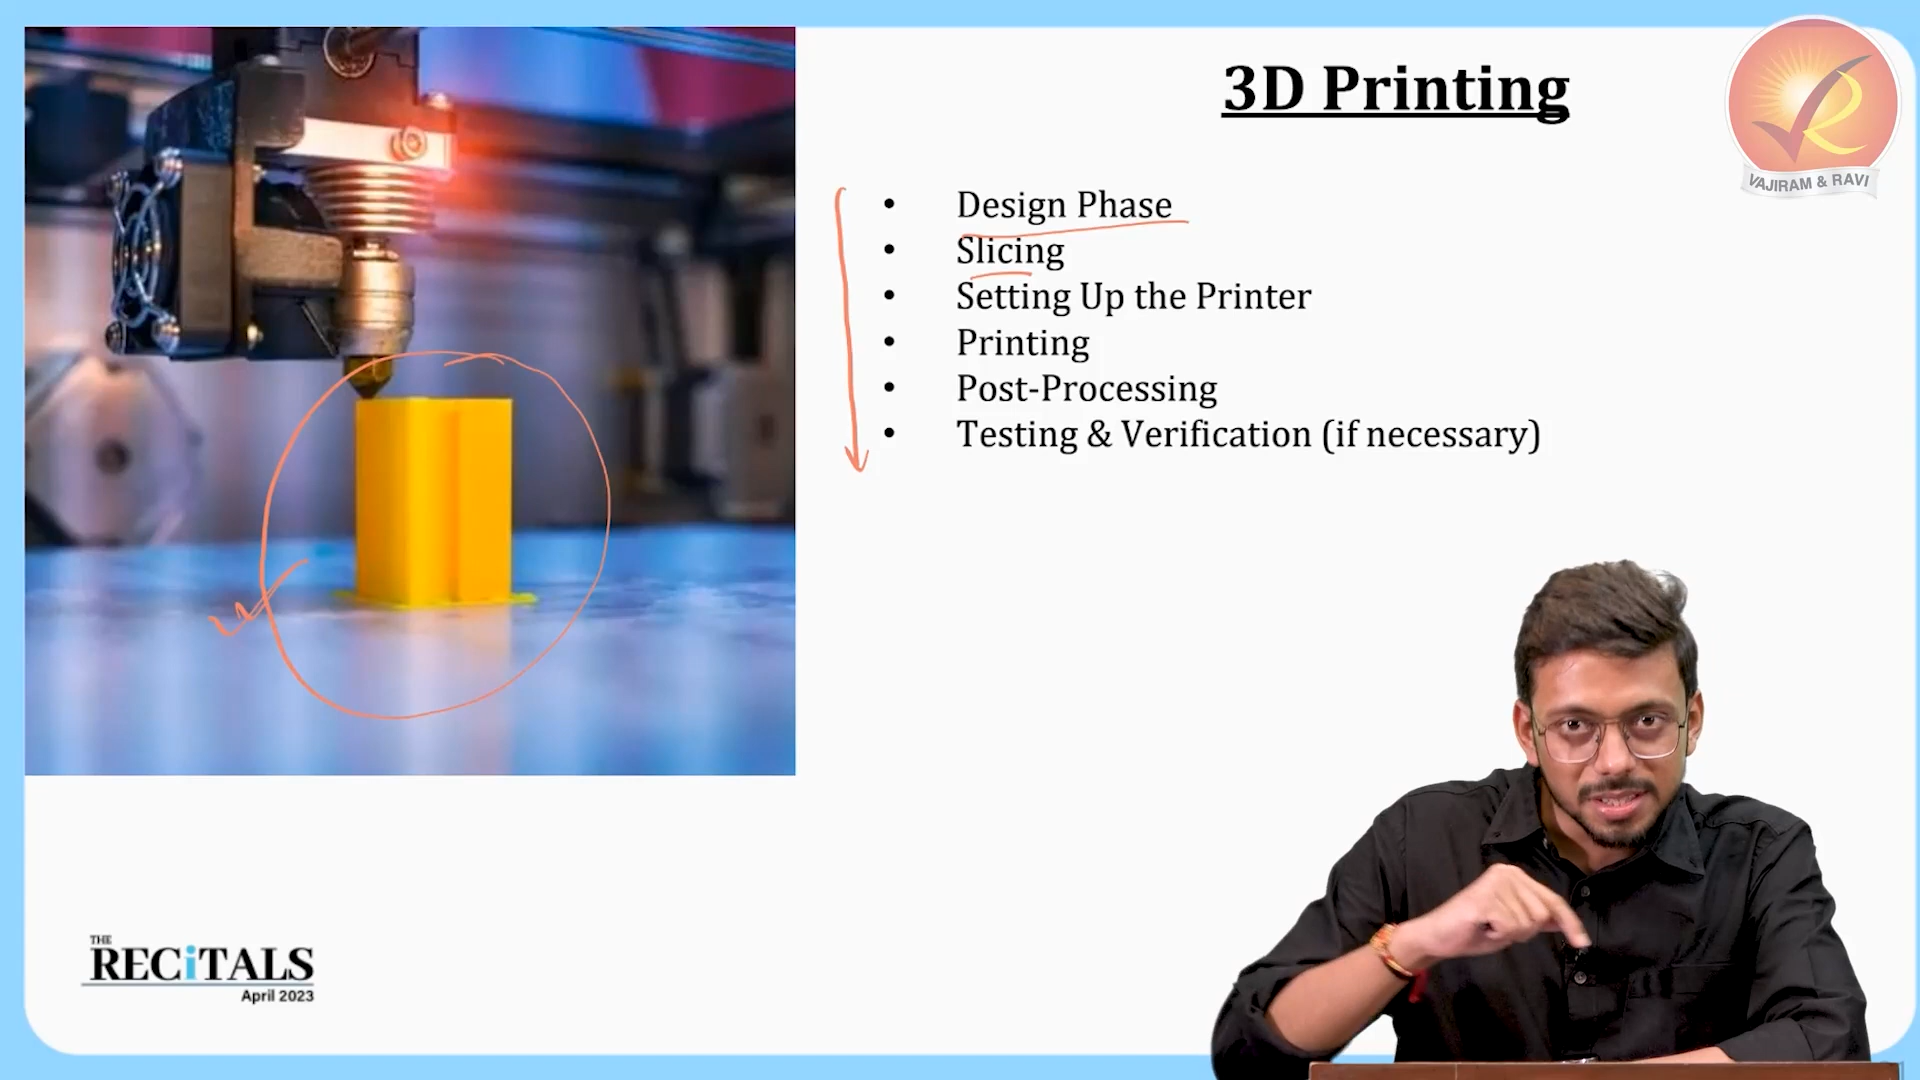 3D Printing
VAJIRAM & RAVI
• Design Phase
• Slicing
• Setting Up the Printer
• Printing
• Post-Processing
• Testing & Verification (if necessary)
THE
RECiTALS
April 2023